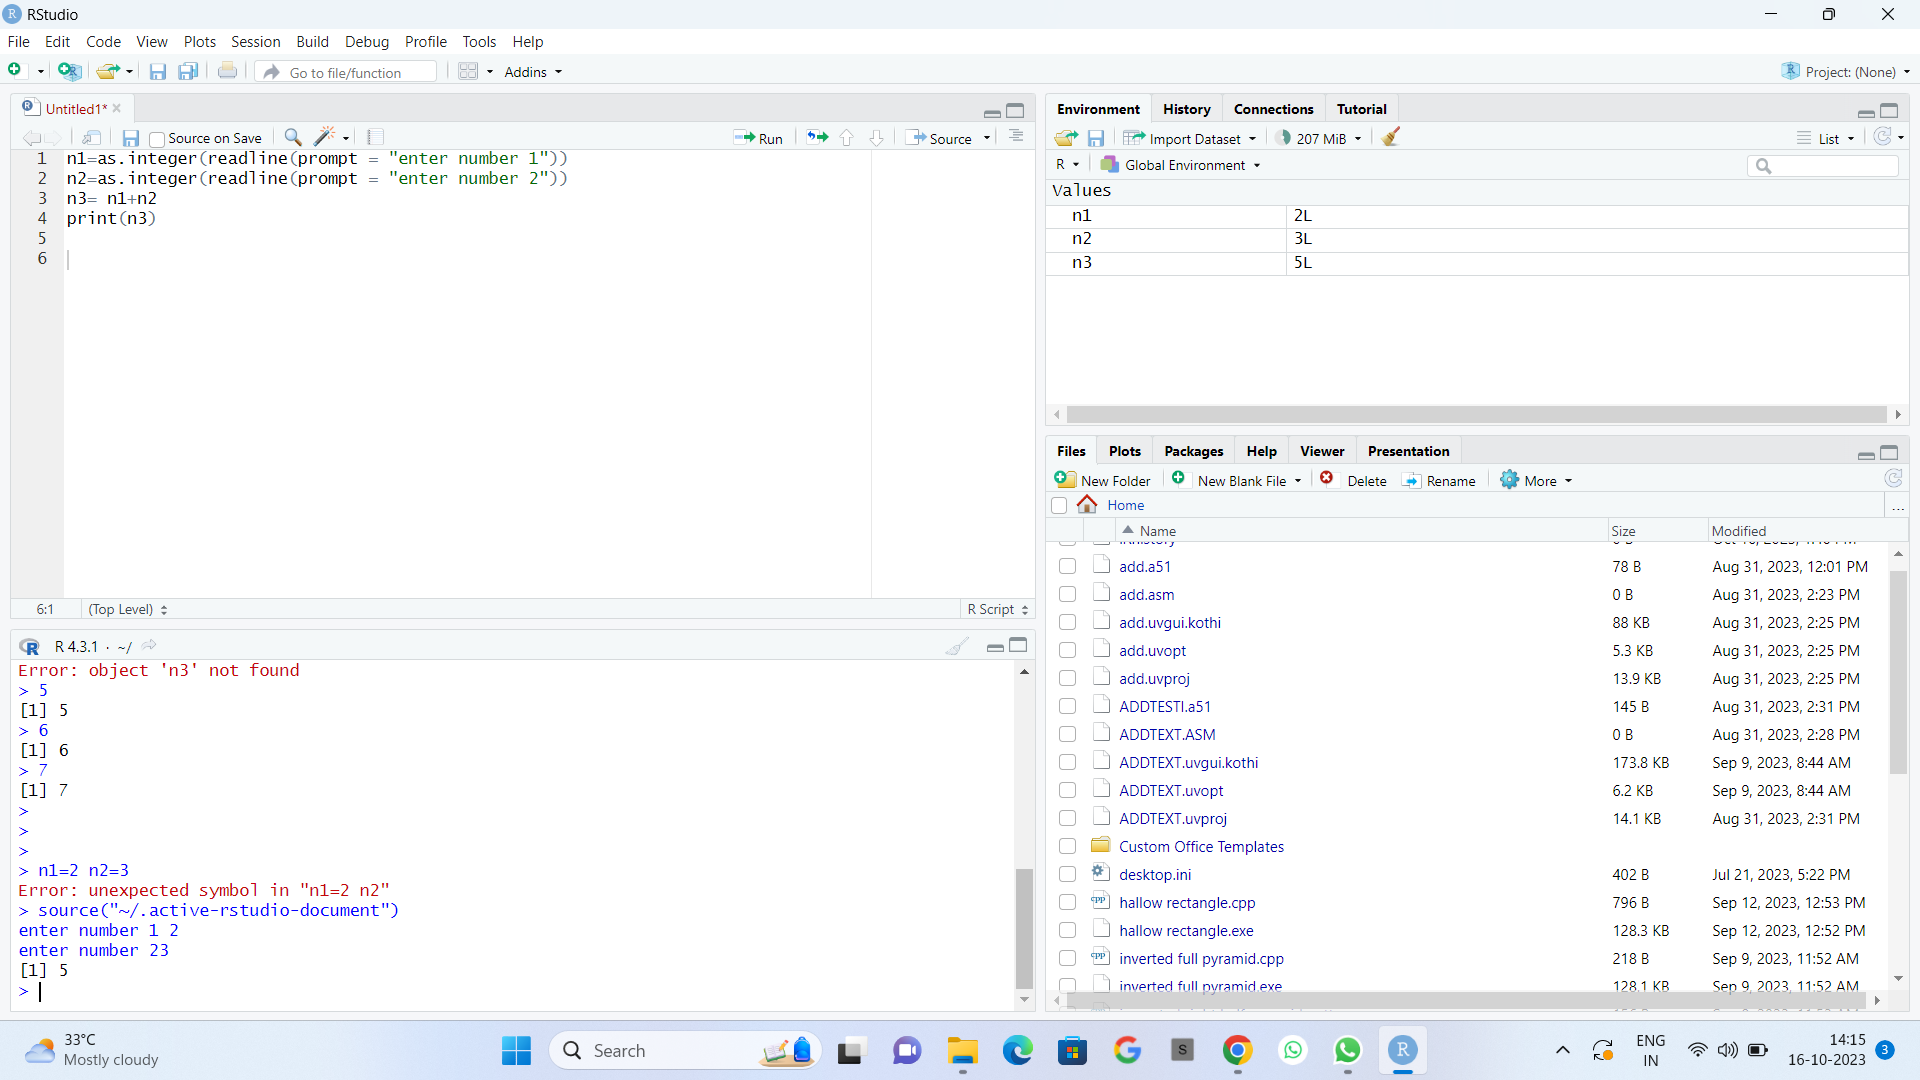 RStudio
File Edit Code View Plots Session Build Debug Profile Tools Help
Go to file/function Addins Project: (None)
Untitled1*
Source on Save Run Source
1 n1=as.integer(readline(prompt = "enter number 1"))
2 n2=as.integer(readline(prompt = "enter number 2"))
3 n3= n1+n2
4 print(n3)
5
6
6:1 (Top Level) R Script
R 4.3.1 · ~/
Error: object 'n3' not found
> 5
[1] 5
> 6
[1] 6
> 7
[1] 7
>
>
>
> n1=2 n2=3
Error: unexpected symbol in "n1=2 n2"
> source("~/.active-rstudio-document")
enter number 1 2
enter number 23
[1] 5
>
Environment History Connections Tutorial
Import Dataset 207 MiB List
R Global Environment
Values
n1 2L
n2 3L
n3 5L
Files Plots Packages Help Viewer Presentation
New Folder New Blank File Delete Rename More
Home ...
Name Size Modified
add.a51 78 B Aug 31, 2023, 12:01 PM
add.asm 0 B Aug 31, 2023, 2:23 PM
add.uvgui.kothi 88 KB Aug 31, 2023, 2:25 PM
add.uvopt 5.3 KB Aug 31, 2023, 2:25 PM
add.uvproj 13.9 KB Aug 31, 2023, 2:25 PM
ADDTESTI.a51 145 B Aug 31, 2023, 2:31 PM
ADDTEXT.ASM 0 B Aug 31, 2023, 2:28 PM
ADDTEXT.uvgui.kothi 173.8 KB Sep 9, 2023, 8:44 AM
ADDTEXT.uvopt 6.2 KB Sep 9, 2023, 8:44 AM
ADDTEXT.uvproj 14.1 KB Aug 31, 2023, 2:31 PM
Custom Office Templates
desktop.ini 402 B Jul 21, 2023, 5:22 PM
hallow rectangle.cpp 796 B Sep 12, 2023, 12:53 PM
hallow rectangle.exe 128.3 KB Sep 12, 2023, 12:52 PM
inverted full pyramid.cpp 218 B Sep 9, 2023, 11:52 AM
inverted full pyramid.exe 128.1 KB Sep 9, 2023, 11:52 AM
33°C
Mostly cloudy
Search
ENG
IN
14:15
16-10-2023
3